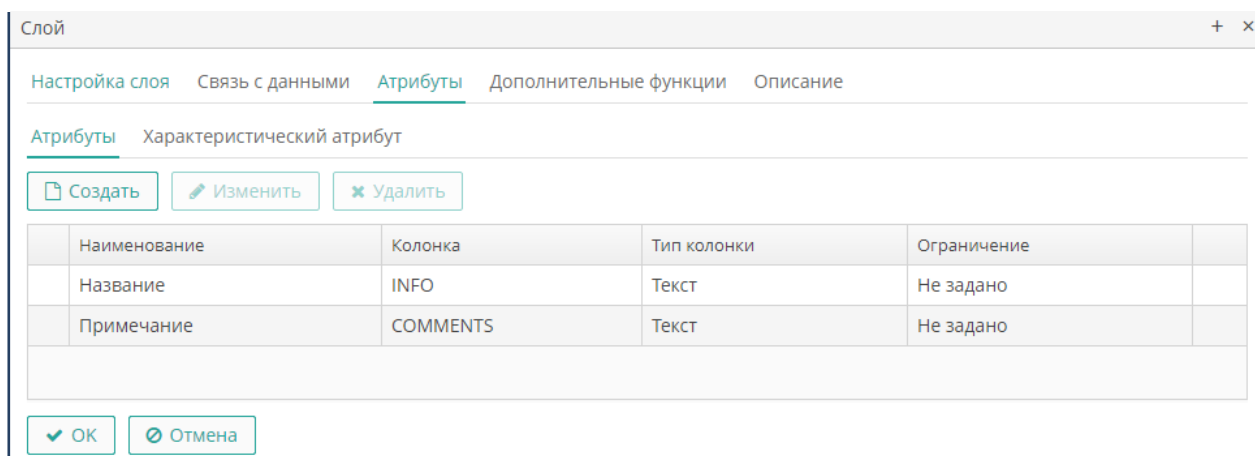 Слой
Настройка слоя Связь с данными Атрибуты Дополнительные функции Описание
Атрибуты Характеристический атрибут
Создать Изменить Удалить
Наименование Колонка Тип колонки Ограничение
Название INFO Текст Не задано
Примечание COMMENTS Текст Не задано
ОК Отмена